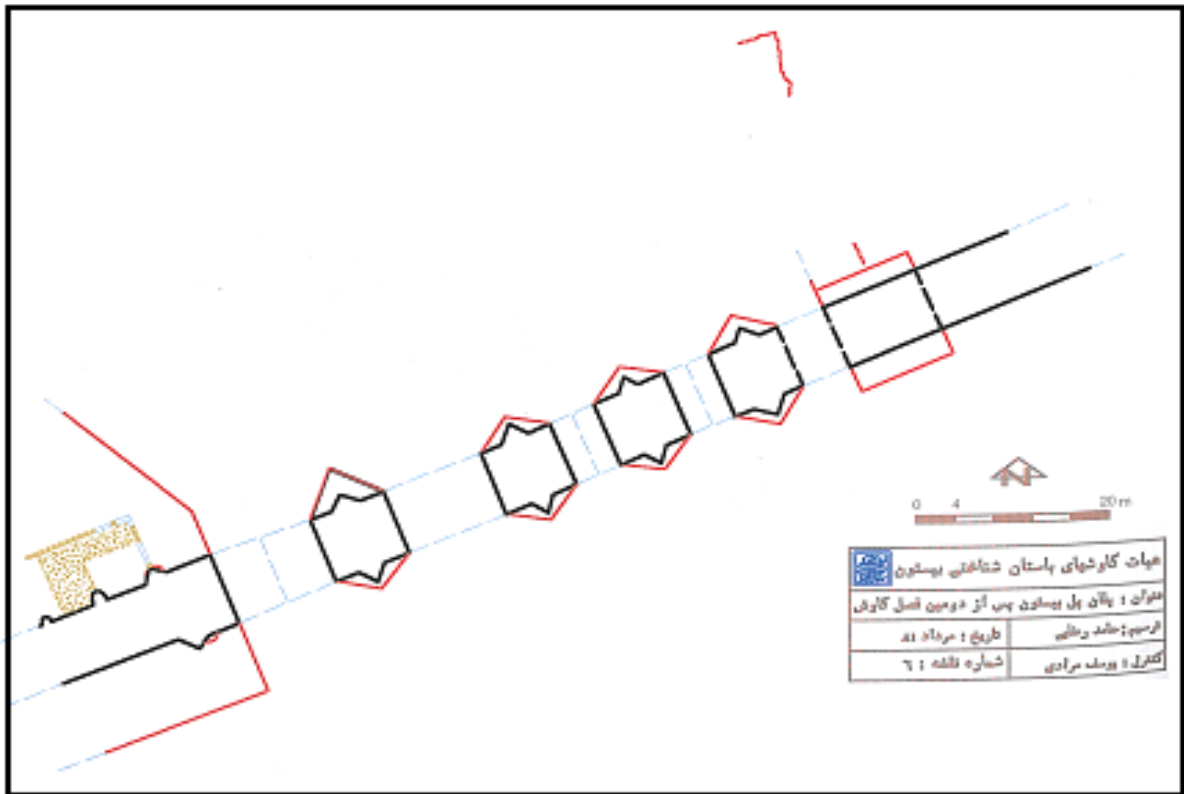 N
0 4 20 m
هیات کاوشهای باستان شناختی بیستون
عنوان : پلان پل بیستون پس از دومین فصل کاوش
ترسیم : حامد رضایی تاریخ : مرداد ۸۱
کنترل : یوسف مرادی شماره نقشه : ٦